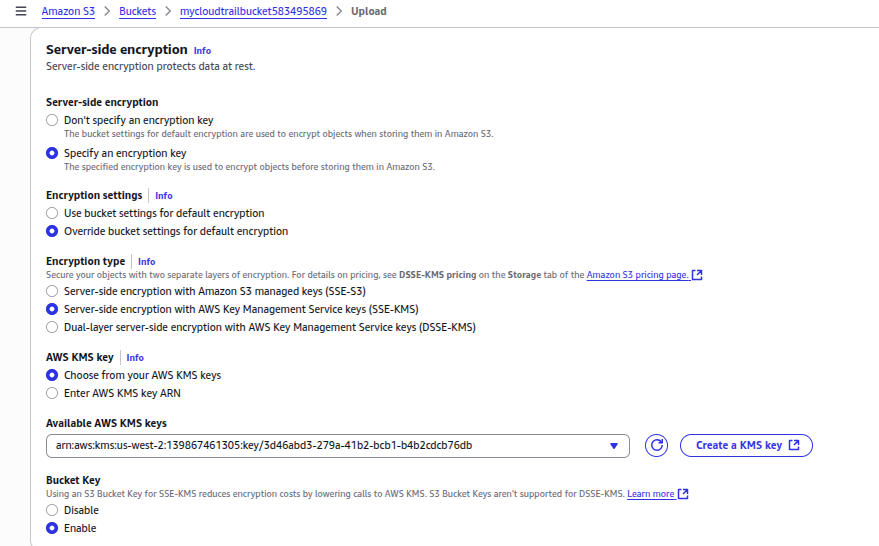 Amazon S3 > Buckets > mycloudtrailbucket583495869 > Upload
Server-side encryption Info
Server-side encryption protects data at rest.
Server-side encryption
Don't specify an encryption key
The bucket settings for default encryption are used to encrypt objects when storing them in Amazon S3.
Specify an encryption key
The specified encryption key is used to encrypt objects before storing them in Amazon S3.
Encryption settings | Info
Use bucket settings for default encryption
Override bucket settings for default encryption
Encryption type | Info
Secure your objects with two separate layers of encryption. For details on pricing, see DSSE-KMS pricing on the Storage tab of the Amazon S3 pricing page.
Server-side encryption with Amazon S3 managed keys (SSE-S3)
Server-side encryption with AWS Key Management Service keys (SSE-KMS)
Dual-layer server-side encryption with AWS Key Management Service keys (DSSE-KMS)
AWS KMS key | Info
Choose from your AWS KMS keys
Enter AWS KMS key ARN
Available AWS KMS keys
arn:aws:kms:us-west-2:139867461305:key/3d46abd3-279a-41b2-bcb1-b4b2cdcb76db
Create a KMS key
Bucket Key
Using an S3 Bucket Key for SSE-KMS reduces encryption costs by lowering calls to AWS KMS. S3 Bucket Keys aren't supported for DSSE-KMS. Learn more
Disable
Enable